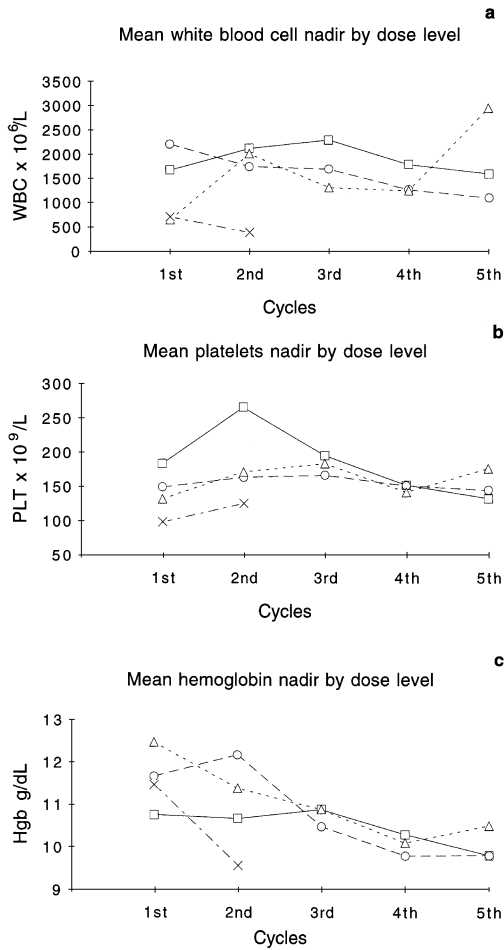 a
Mean white blood cell nadir by dose level
3500
3000
2500
2000
1500
1000
500
0
WBC x 10⁶/L
1st 2nd 3rd 4th 5th
Cycles
b
Mean platelets nadir by dose level
300
250
200
150
100
50
PLT x 10⁹/L
1st 2nd 3rd 4th 5th
Cycles
c
Mean hemoglobin nadir by dose level
13
12
11
10
9
Hgb g/dL
1st 2nd 3rd 4th 5th
Cycles